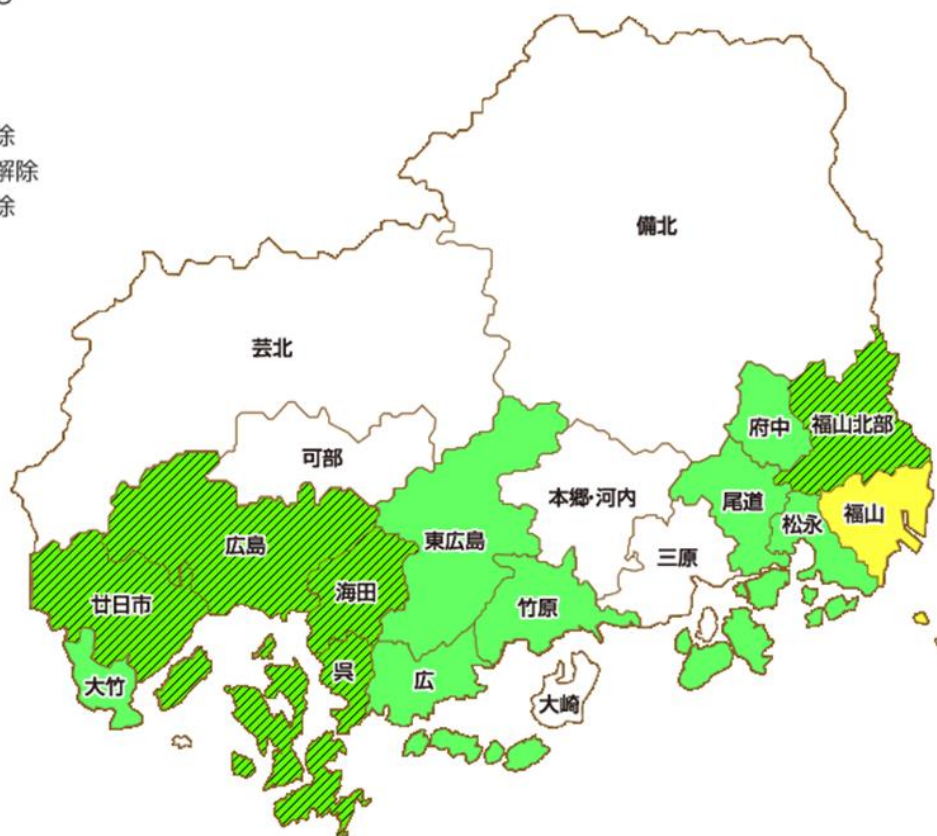 除
解除
除
備北
芸北
府中
福山北部
可部
本郷・河内
尾道
松永
福山
広島
東広島
三原
海田
廿日市
竹原
呉
広
大竹
大崎